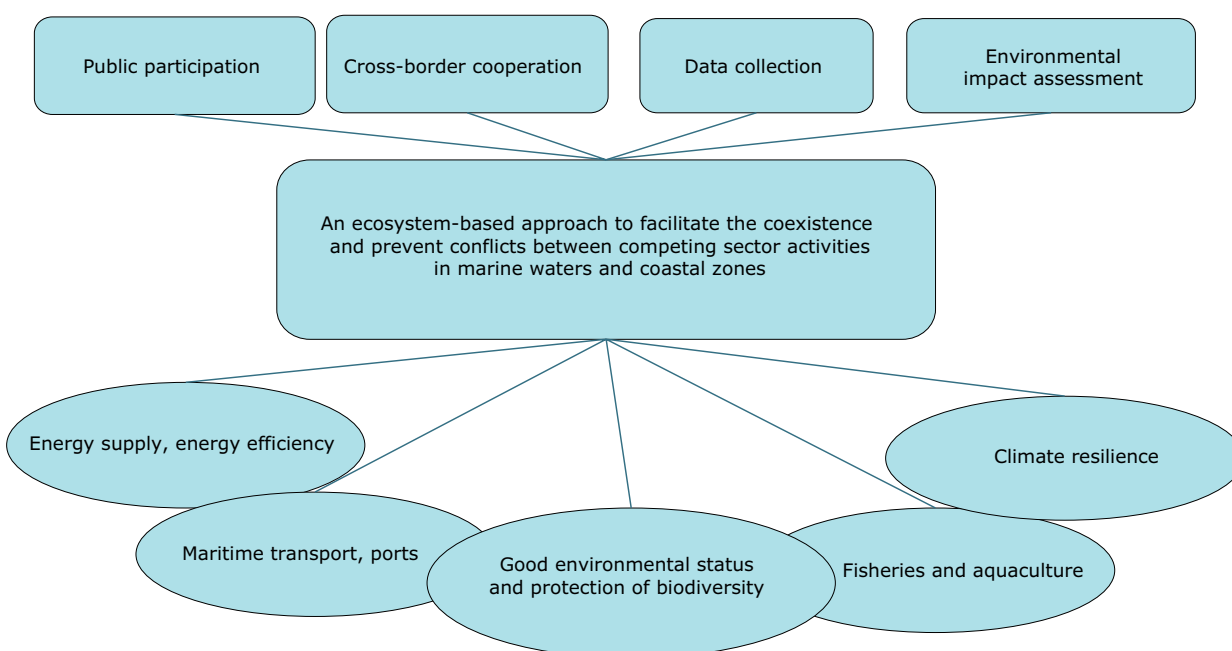 Public participation
Cross-border cooperation
Data collection
Environmental
impact assessment
An ecosystem-based approach to facilitate the coexistence
and prevent conflicts between competing sector activities
in marine waters and coastal zones
Energy supply, energy efficiency
Climate resilience
Maritime transport, ports
Good environmental status
and protection of biodiversity
Fisheries and aquaculture